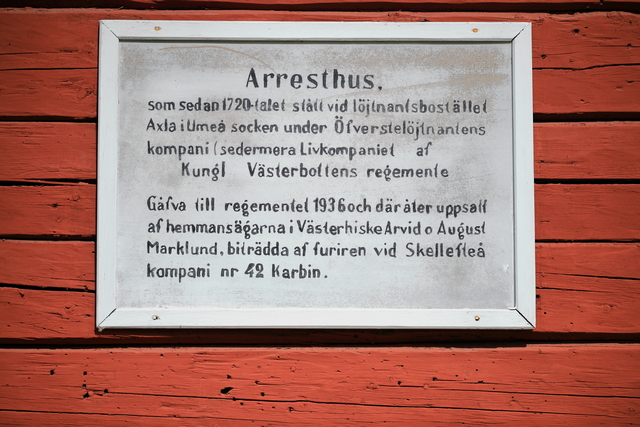 Arresthus,
som sedan 1720-talet stått vid löjtnantsbostället
Axla i Umeå socken under Öfverstelöjtnantens
kompani (sedermera Livkompaniet af
Kungl Västerbottens regemente
Gåfva till regementet 1936 och där åter uppsatt
af hemmansägarna i Västerhiske Arvid o August
Marklund, biträdda af furiren vid Skellefteå
kompani nr 42 Karbin.